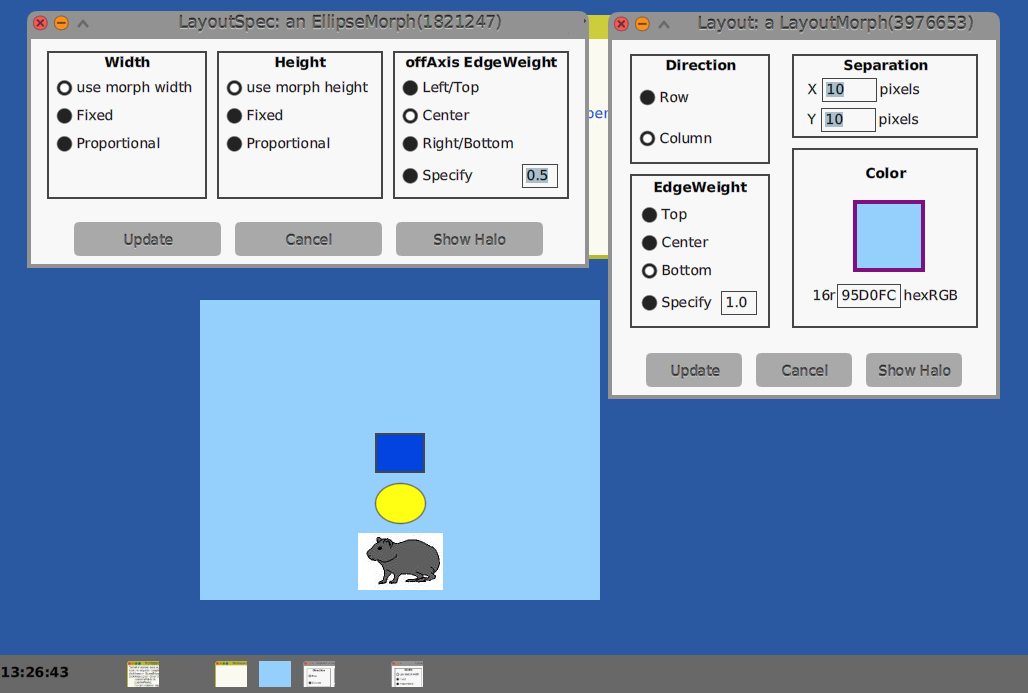 LayoutSpec: an EllipseMorph(1821247)
Width
use morph width
Fixed
Proportional
Height
use morph height
Fixed
Proportional
offAxis EdgeWeight
Left/Top
Center
Right/Bottom
Specify 0.5
Update
Cancel
Show Halo
Layout: a LayoutMorph(3976653)
Direction
Row
Column
Separation
X 10 pixels
Y 10 pixels
EdgeWeight
Top
Center
Bottom
Specify 1.0
Color
16r 95D0FC hexRGB
Update
Cancel
Show Halo
13:26:43